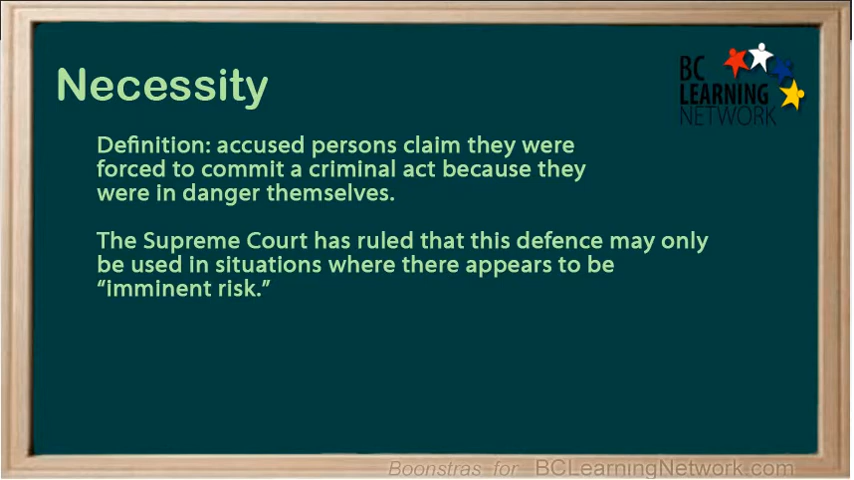 Necessity
BC
LEARNING
NETWORK
Definition: accused persons claim they were
forced to commit a criminal act because they
were in danger themselves.
The Supreme Court has ruled that this defence may only
be used in situations where there appears to be
“imminent risk.”
Boonstras for BCLearningNetwork.com